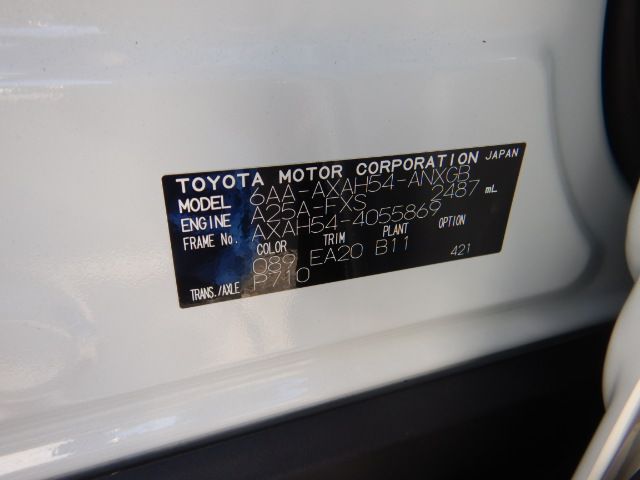 TOYOTA MOTOR CORPORATION JAPAN
MODEL 6AA-AXAH54-ANXGB
ENGINE A25A-FXS 2487 mL
FRAME No. AXAH54-4055865
COLOR TRIM PLANT OPTION
089 EA20 B11 421
TRANS./AXLE P710